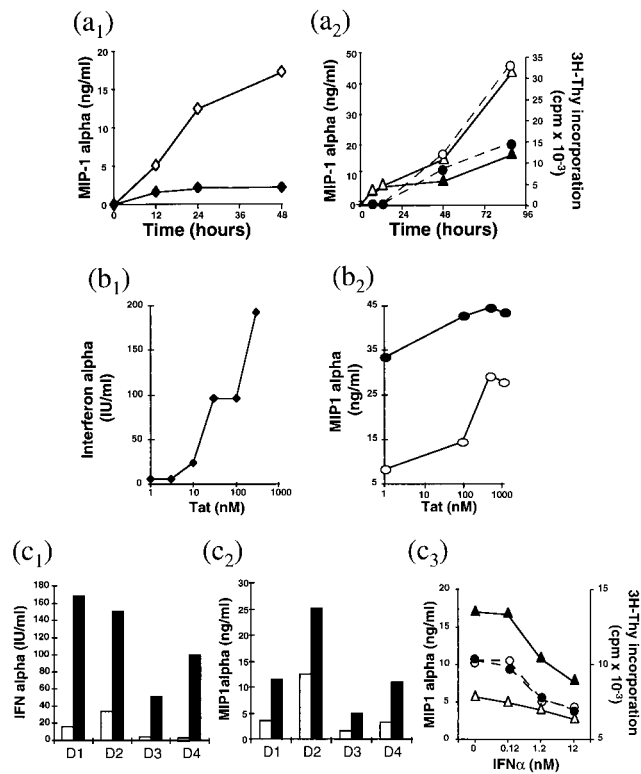 (a1)
MIP-1 alpha (ng/ml)
20
15
10
5
0
0 12 24 36 48
Time (hours)
(a2)
MIP-1 alpha (ng/ml)
50
40
30
20
10
0
0 24 48 72 96
Time (hours)
35
30
25
20
15
10
5
0
3H-Thy incorporation
(cpm x 10-3)
(b1)
Interferon alpha
(IU/ml)
200
150
100
50
0
1 10 100 1000
Tat (nM)
(b2)
MIP1 alpha
(ng/ml)
45
35
25
15
5
1 10 100 1000
Tat (nM)
(c1)
IFN alpha (IU/ml)
180
160
140
120
100
80
60
40
20
0
D1 D2 D3 D4
(c2)
MIP1alpha (ng/ml)
30
25
20
15
10
5
0
D1 D2 D3 D4
(c3)
MIP1 alpha (ng/ml)
20
15
10
5
0
0 0.12 1.2 12
IFNα (nM)
15
10
5
3H-Thy incorporation
(cpm x 10-3)